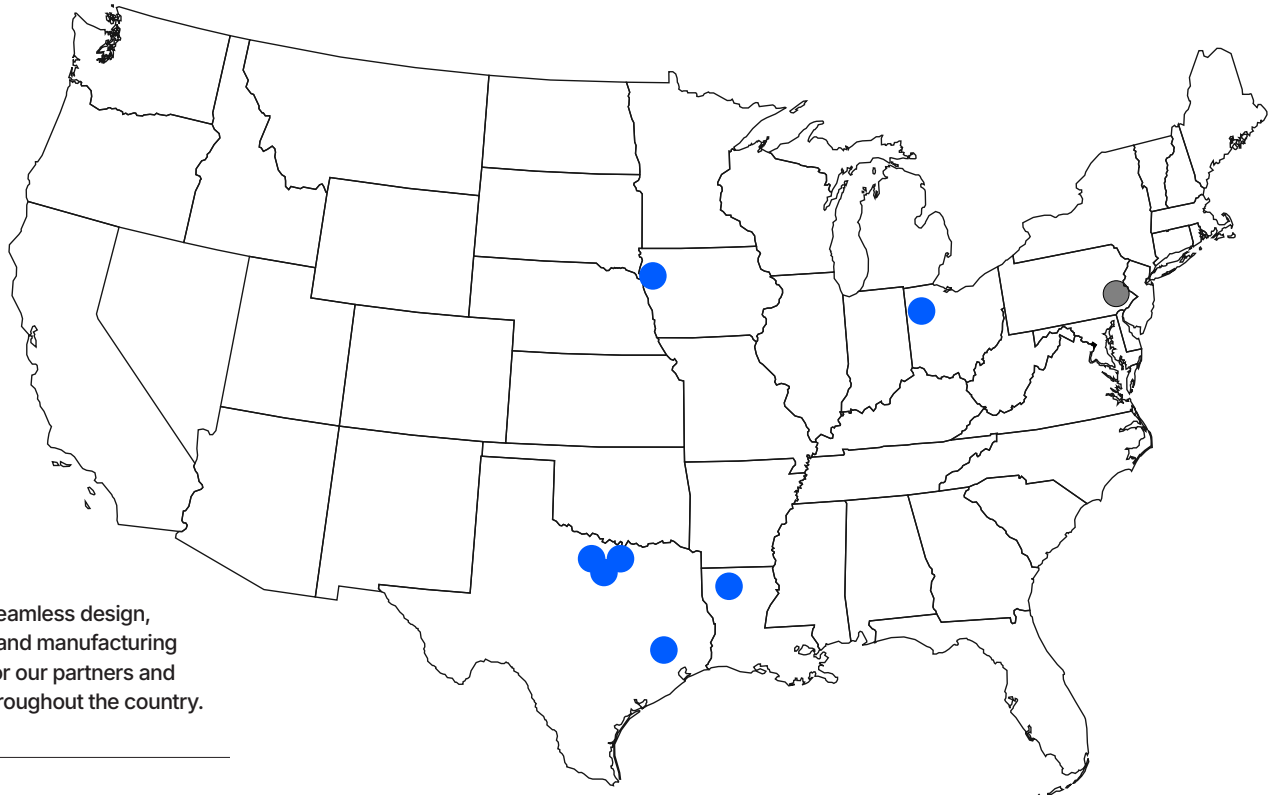 eamless design,
and manufacturing
or our partners and
roughout the country.